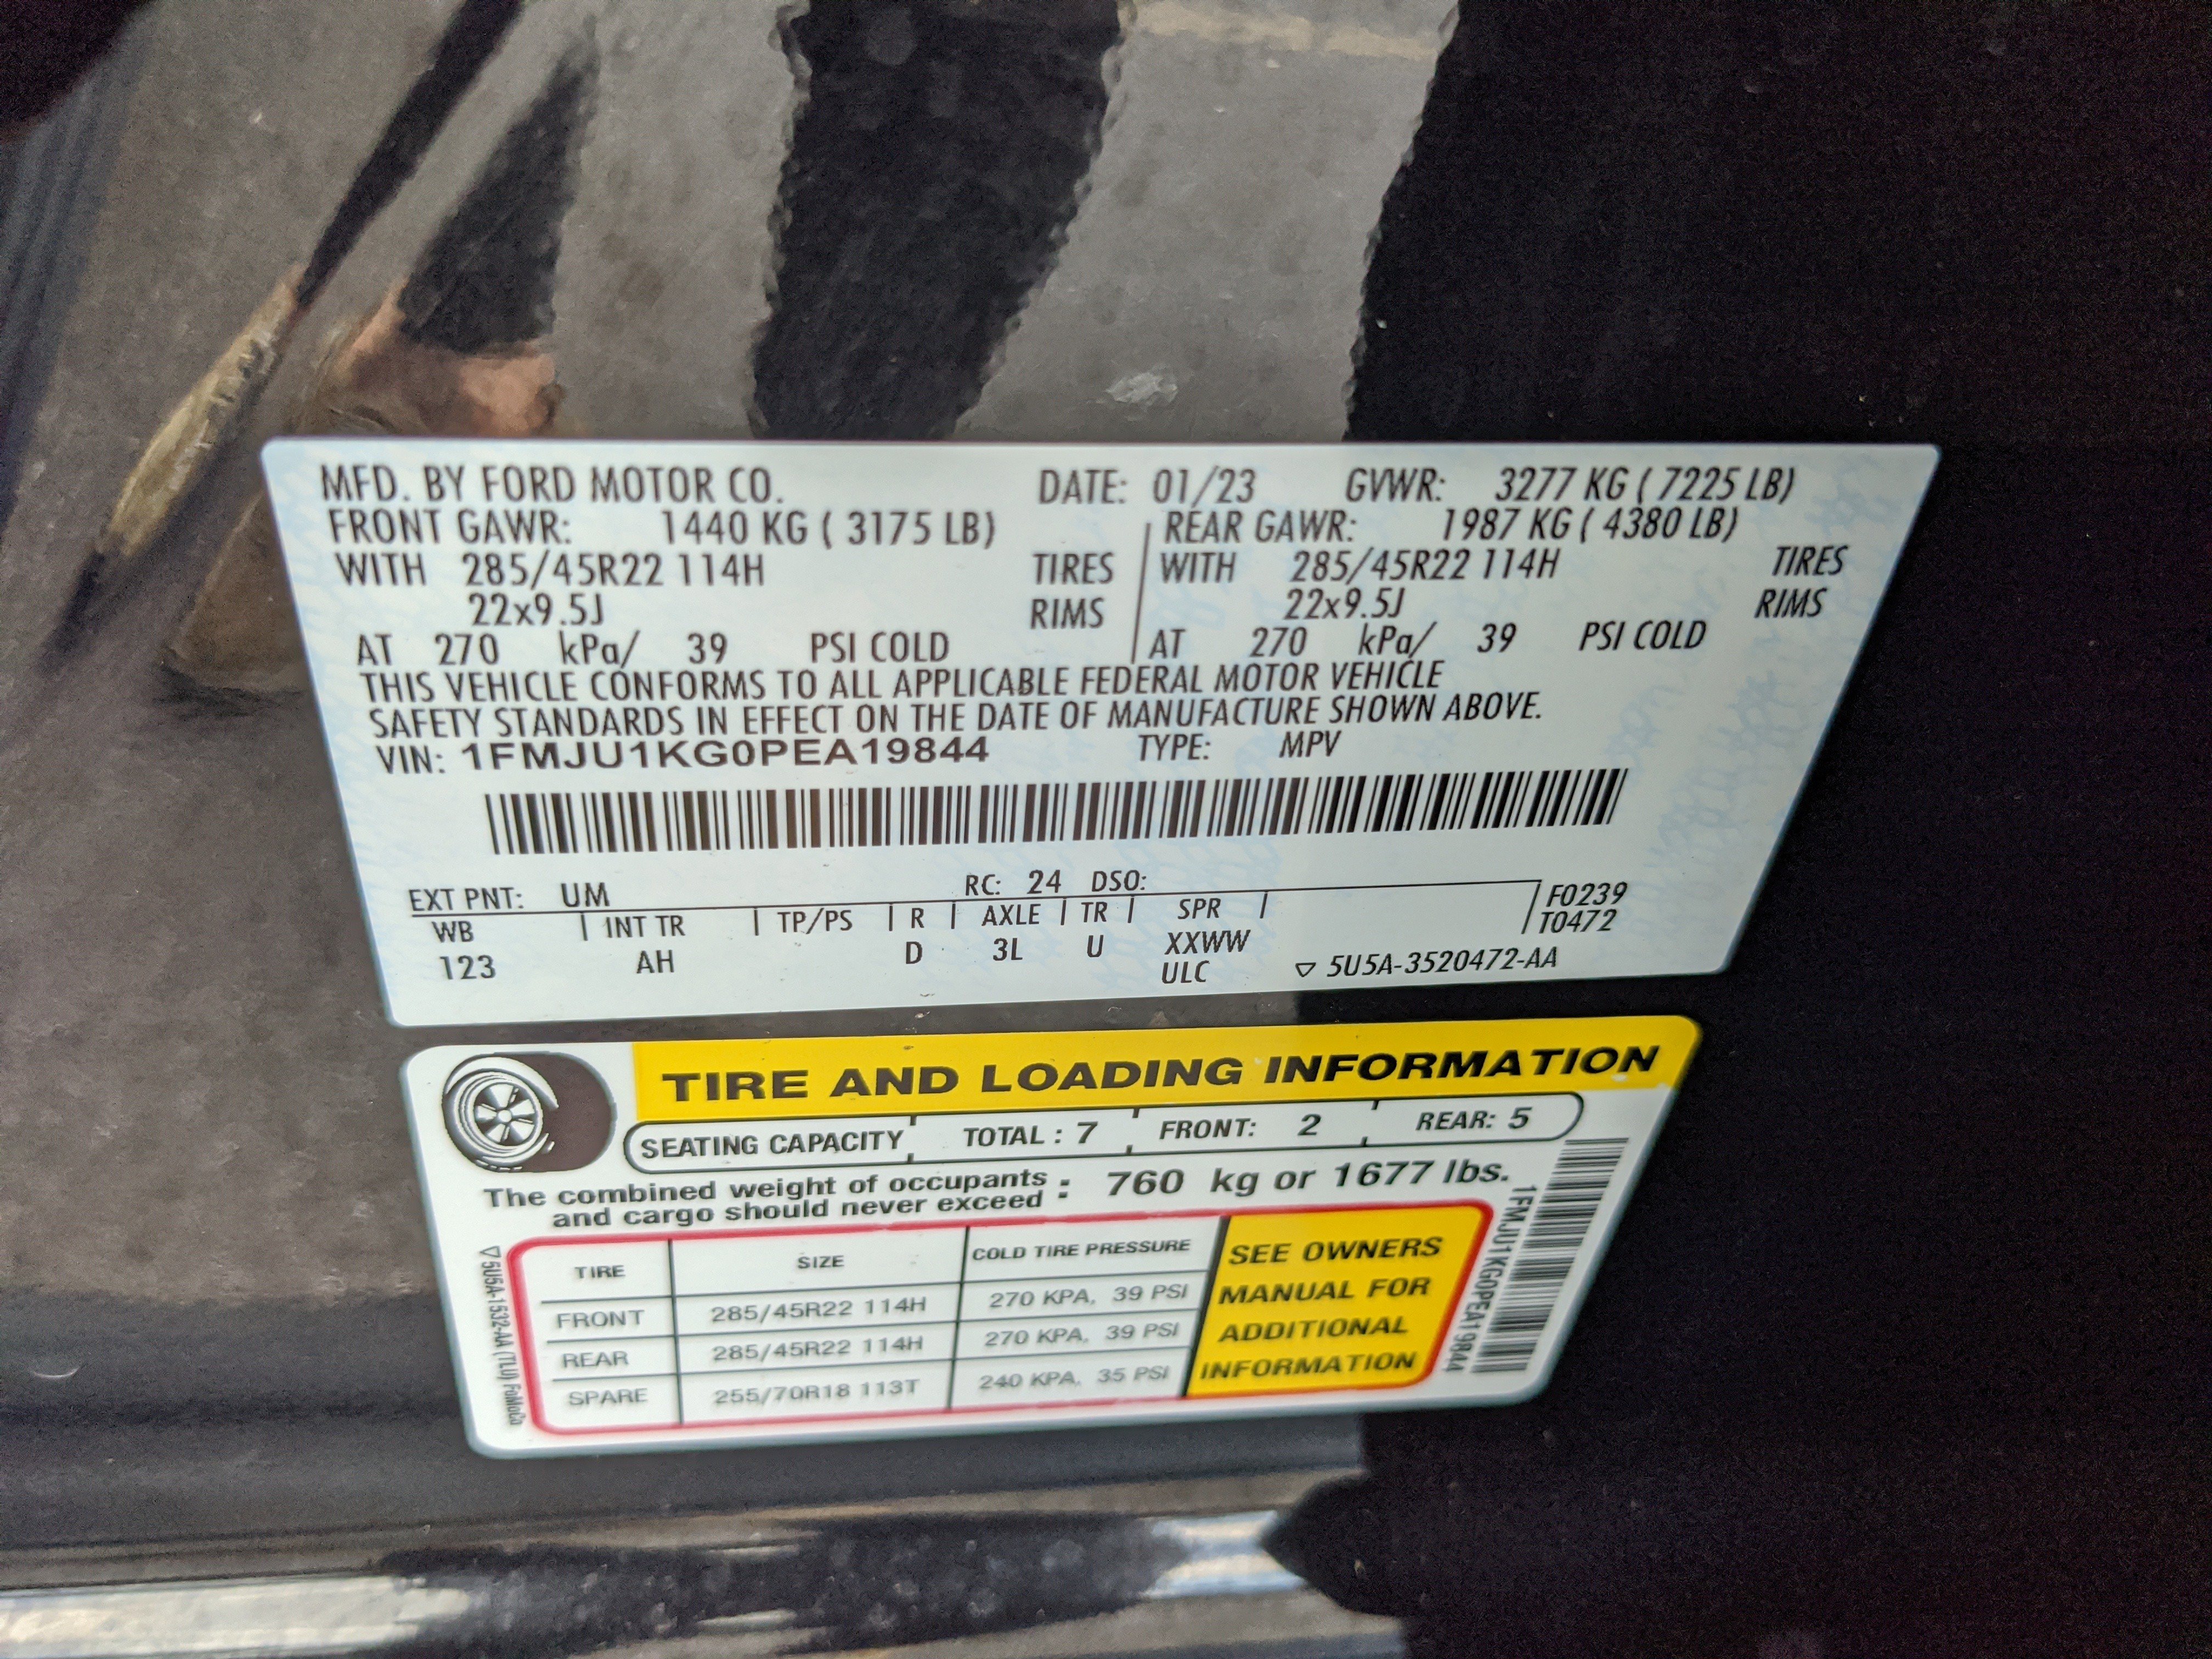 MFD. BY FORD MOTOR CO. DATE: 01/23 GVWR: 3277 KG ( 7225 LB)
FRONT GAWR: 1440 KG ( 3175 LB) REAR GAWR: 1987 KG ( 4380 LB)
WITH 285/45R22 114H TIRES WITH 285/45R22 114H TIRES
22x9.5J RIMS 22x9.5J RIMS
AT 270 kPa/ 39 PSI COLD AT 270 kPa/ 39 PSI COLD
THIS VEHICLE CONFORMS TO ALL APPLICABLE FEDERAL MOTOR VEHICLE
SAFETY STANDARDS IN EFFECT ON THE DATE OF MANUFACTURE SHOWN ABOVE.
VIN: 1FMJU1KG0PEA19844 TYPE: MPV
EXT PNT: UM RC: 24 DSO:
WB INT TR TP/PS R AXLE TR SPR F0239
T0472
123 AH D 3L U XXWW
ULC 5U5A-3520472-AA
TIRE AND LOADING INFORMATION
SEATING CAPACITY TOTAL : 7 FRONT: 2 REAR: 5
The combined weight of occupants and cargo should never exceed : 760 kg or 1677 lbs.
TIRE SIZE COLD TIRE PRESSURE
FRONT 285/45R22 114H 270 KPA, 39 PSI
REAR 285/45R22 114H 270 KPA, 39 PSI
SPARE 255/70R18 113T 240 KPA, 35 PSI
SEE OWNERS
MANUAL FOR
ADDITIONAL
INFORMATION
5U5A-1532-AA (TLU) FoMoCo
1FMJU1KG0PEA19844